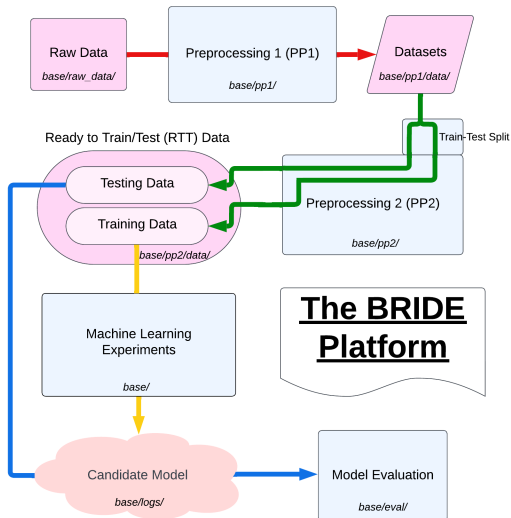 Raw Data
base/raw_data/
Preprocessing 1 (PP1)
base/pp1/
Datasets
base/pp1/data/
Train-Test Split
Ready to Train/Test (RTT) Data
Testing Data
Training Data
base/pp2/data/
Preprocessing 2 (PP2)
base/pp2/
Machine Learning
Experiments
base/
The BRIDE
Platform
Candidate Model
base/logs/
Model Evaluation
base/eval/